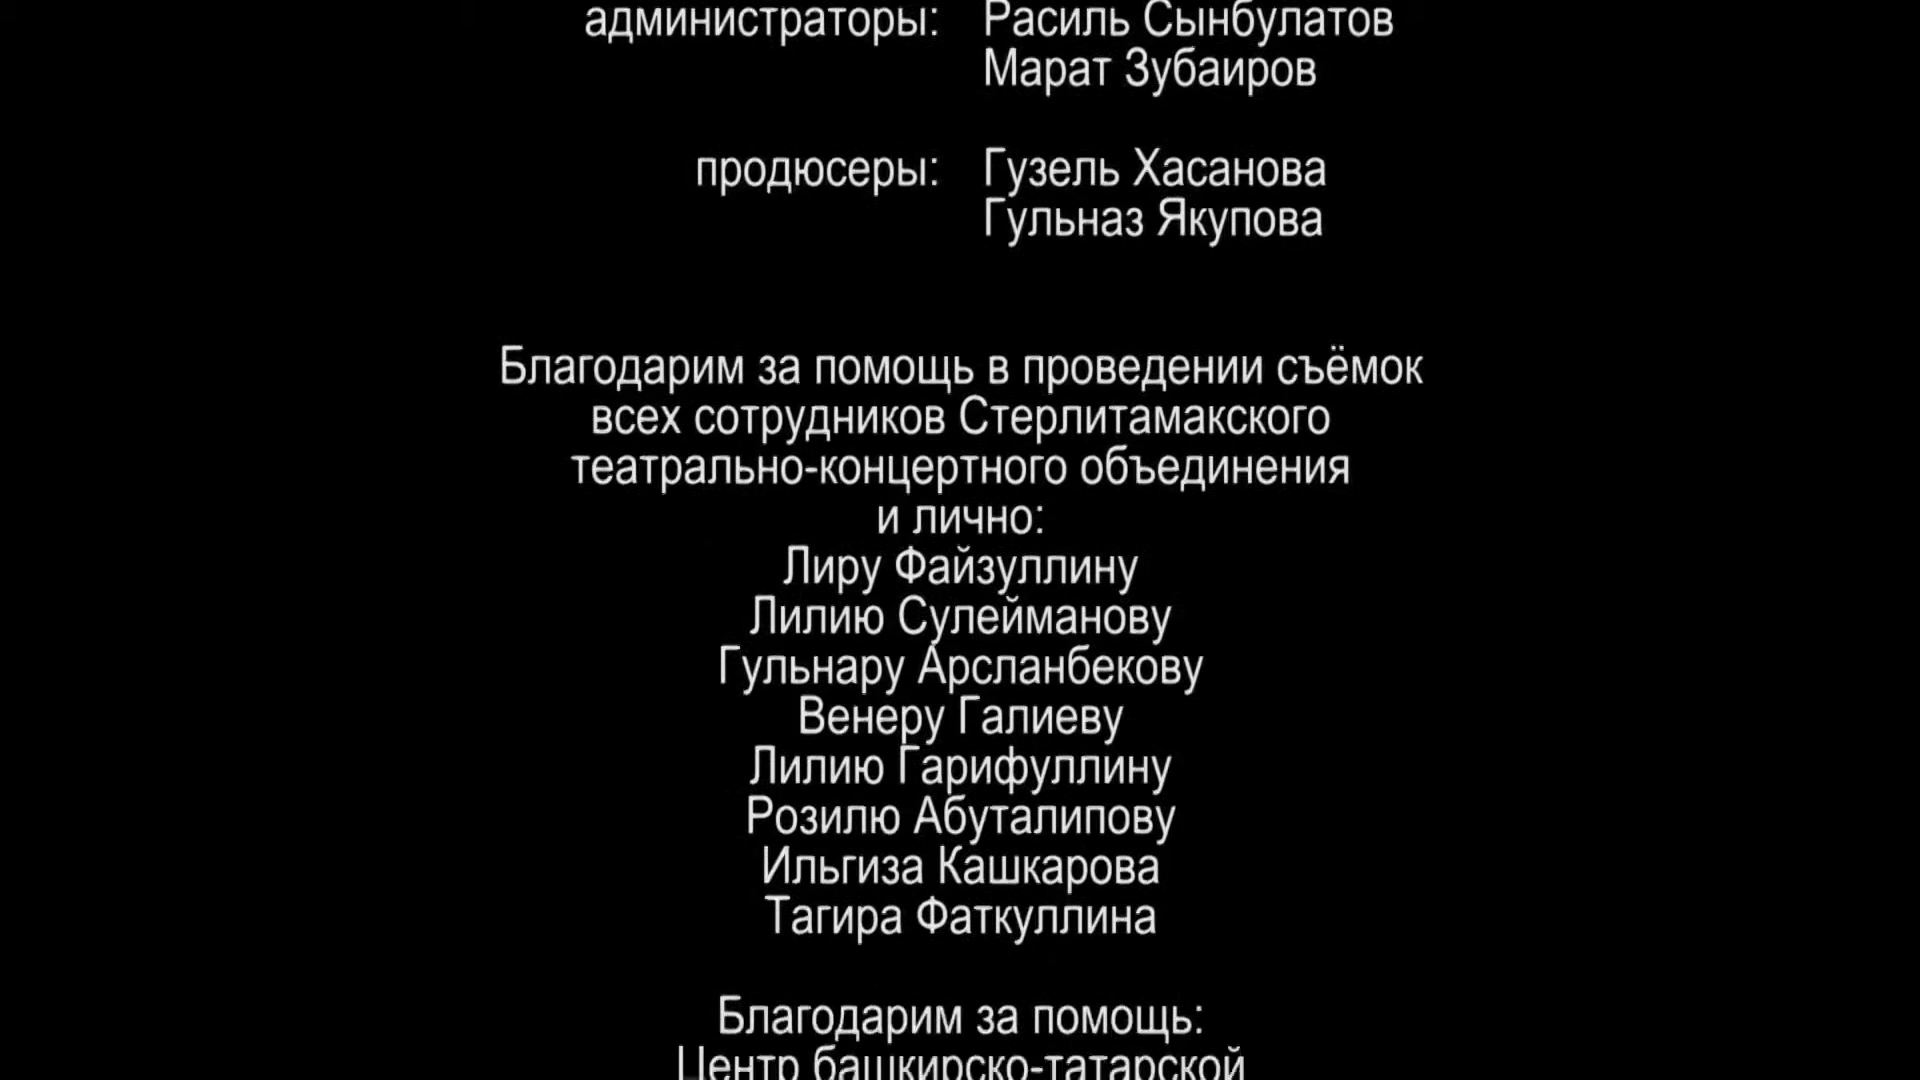 администраторы: Расиль Сынбулатов
Марат Зубаиров
продюсеры: Гузель Хасанова
Гульназ Якупова
Благодарим за помощь в проведении съёмок
всех сотрудников Стерлитамакского
театрально-концертного объединения
и лично:
Лиру Файзуллину
Лилию Сулейманову
Гульнару Арсланбекову
Венеру Галиеву
Лилию Гарифуллину
Розилю Абуталипову
Ильгиза Кашкарова
Тагира Фаткуллина
Благодарим за помощь:
Центр башкирско-татарской